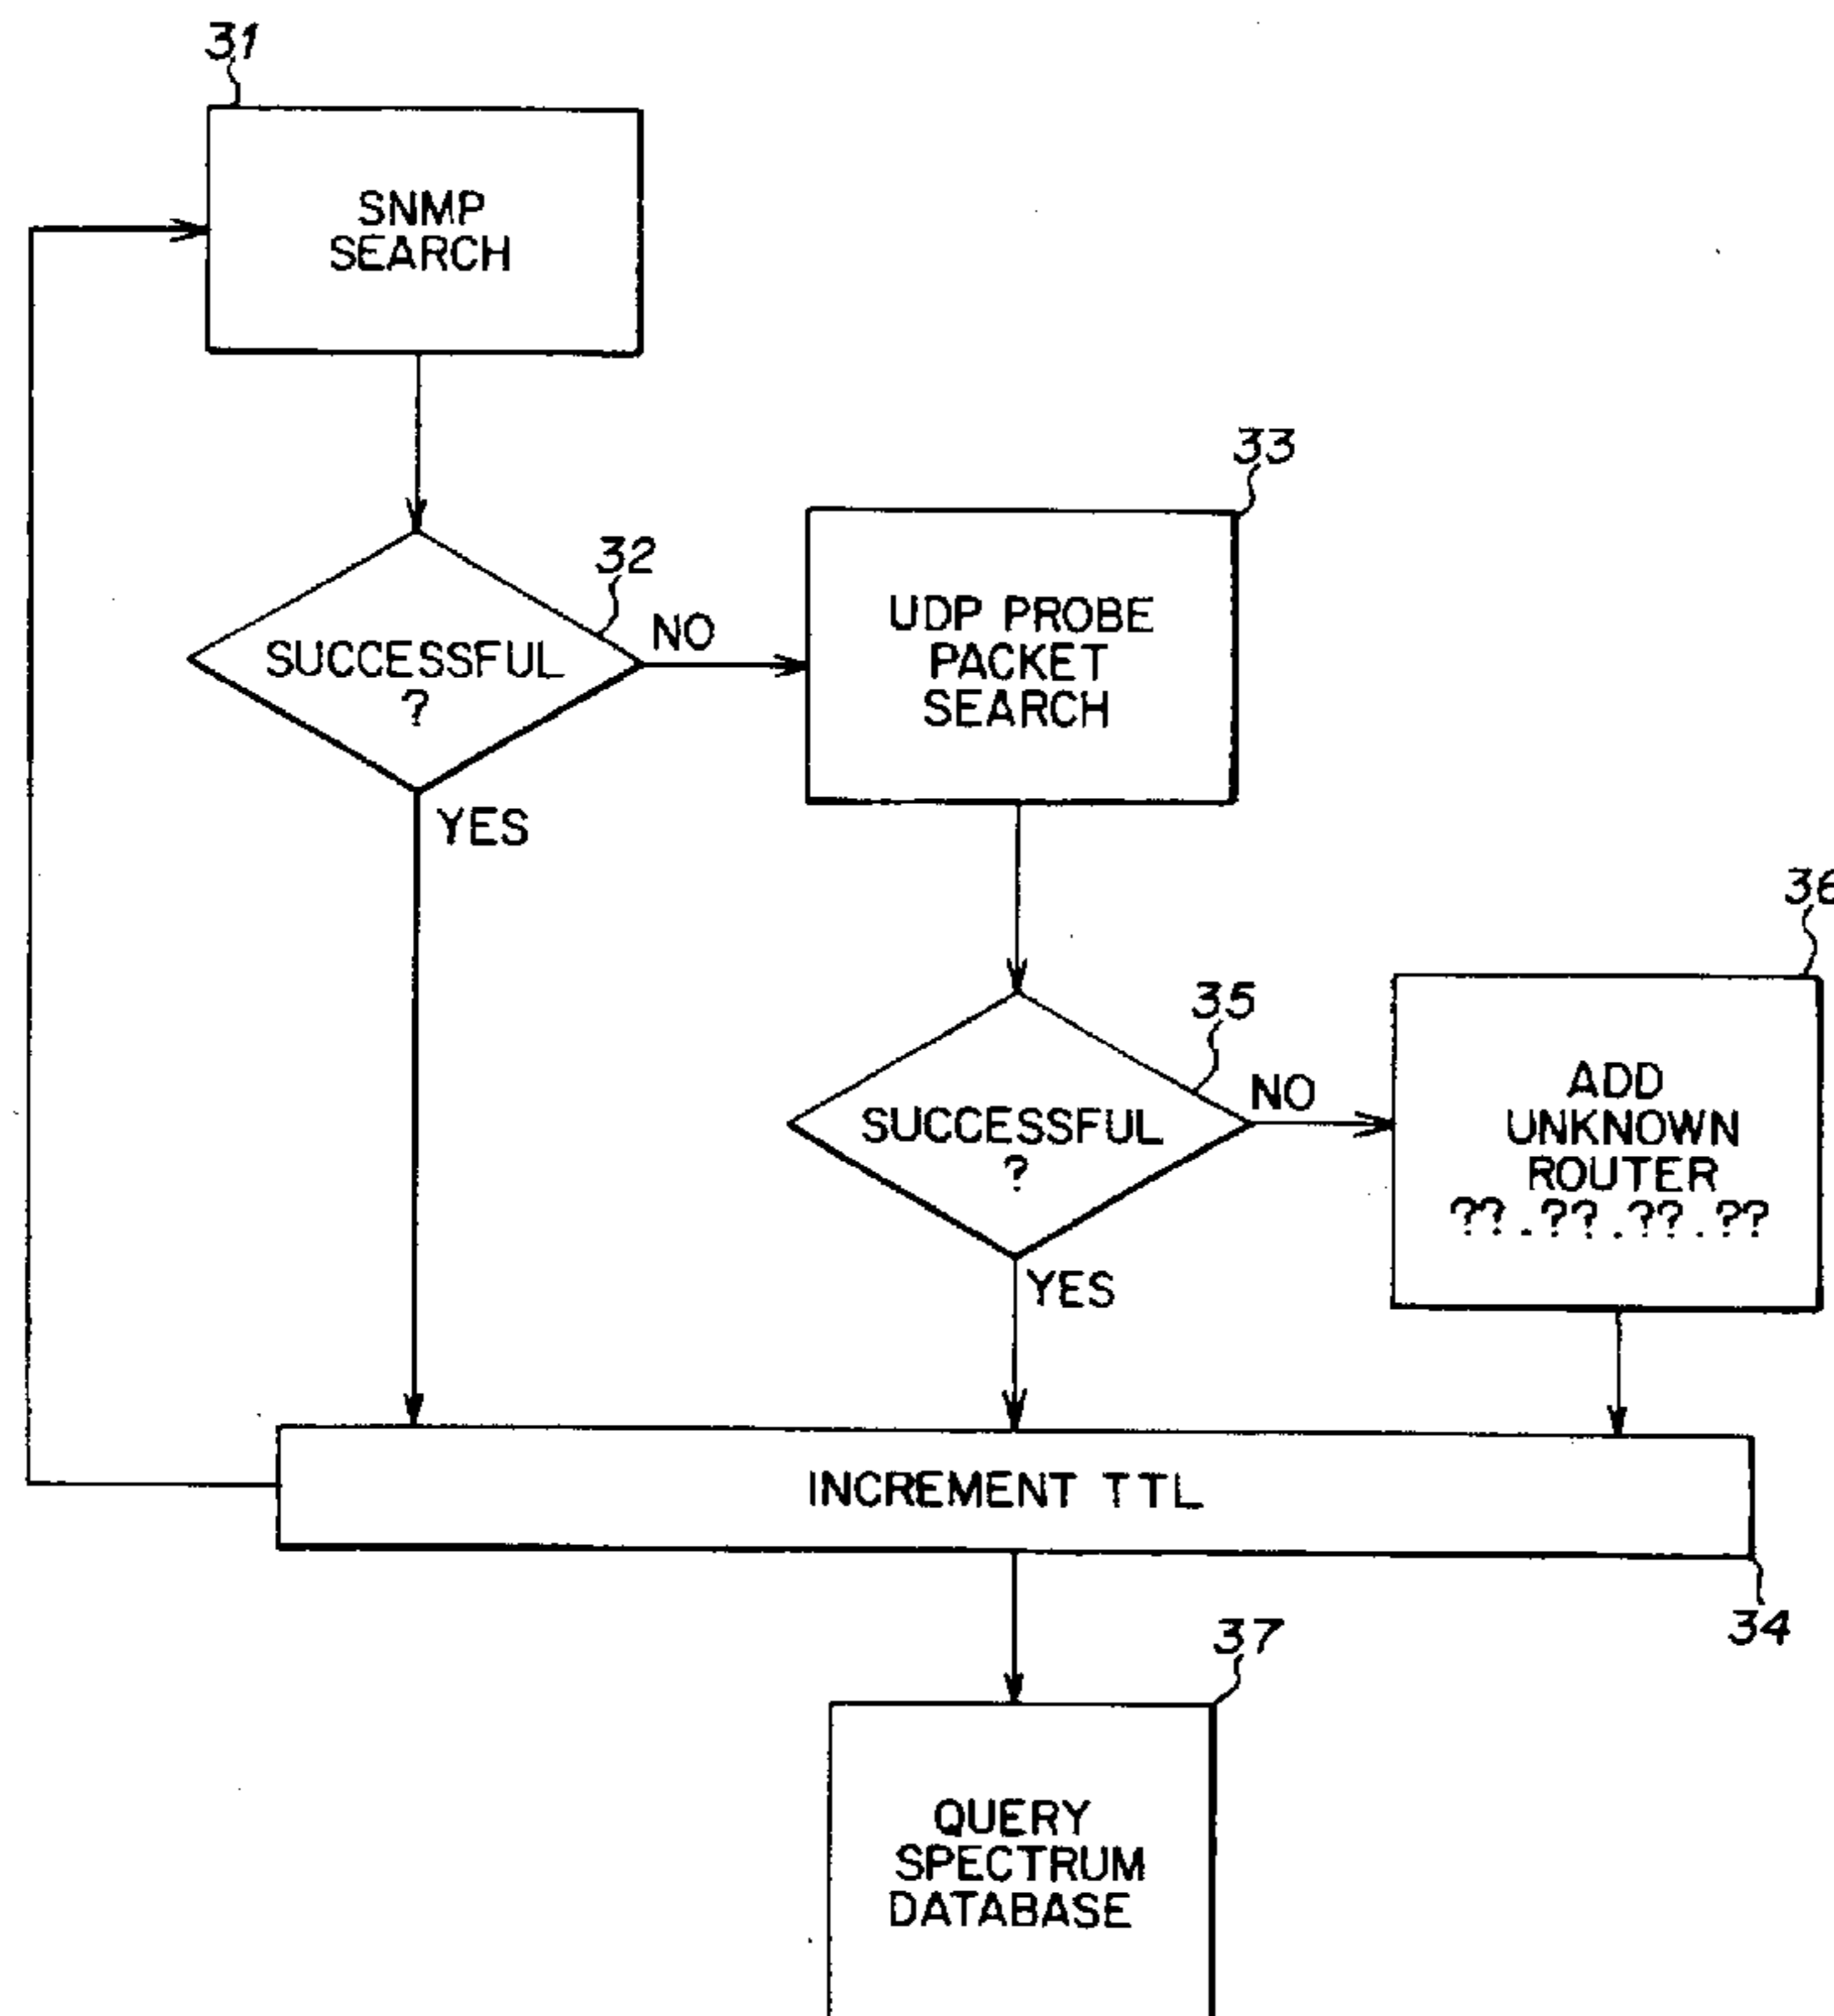 31
SNMP
SEARCH
33
32
NO
SUCCESSFUL
?
UDP PROBE
PACKET
SEARCH
YES
36
35
NO
SUCCESSFUL
?
ADD
UNKNOWN
ROUTER
??.??.??.??
YES
INCREMENT TTL
34
37
QUERY
SPECTRUM
DATABASE